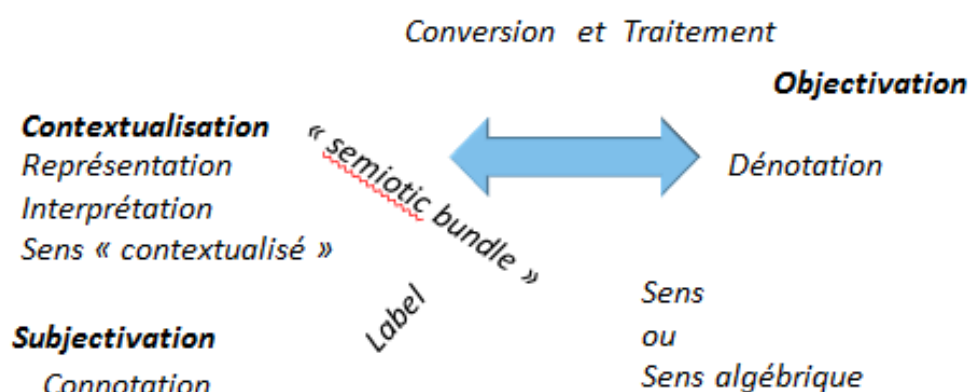 Conversion et Traitement
Objectivation
Contextualisation
Représentation
Interprétation
Sens « contextualisé »
« semiotic bundle »
Dénotation
Label
Sens
ou
Sens algébrique
Subjectivation
Connotation